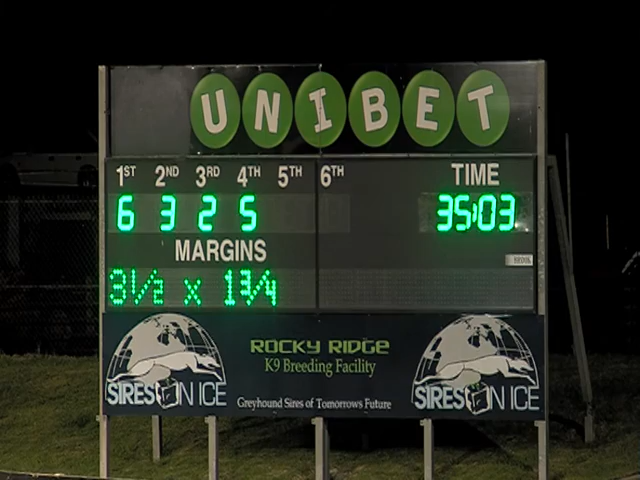 UNIBET
1ST 2ND 3RD 4TH 5TH 6TH TIME
6 3 2 5 35:03
MARGINS
3½ x 1¾
ROCKY RIDGE
K9 Breeding Facility
SIRES ON ICE
SIRES ON ICE
Greyhound Sires of Tomorrows Future